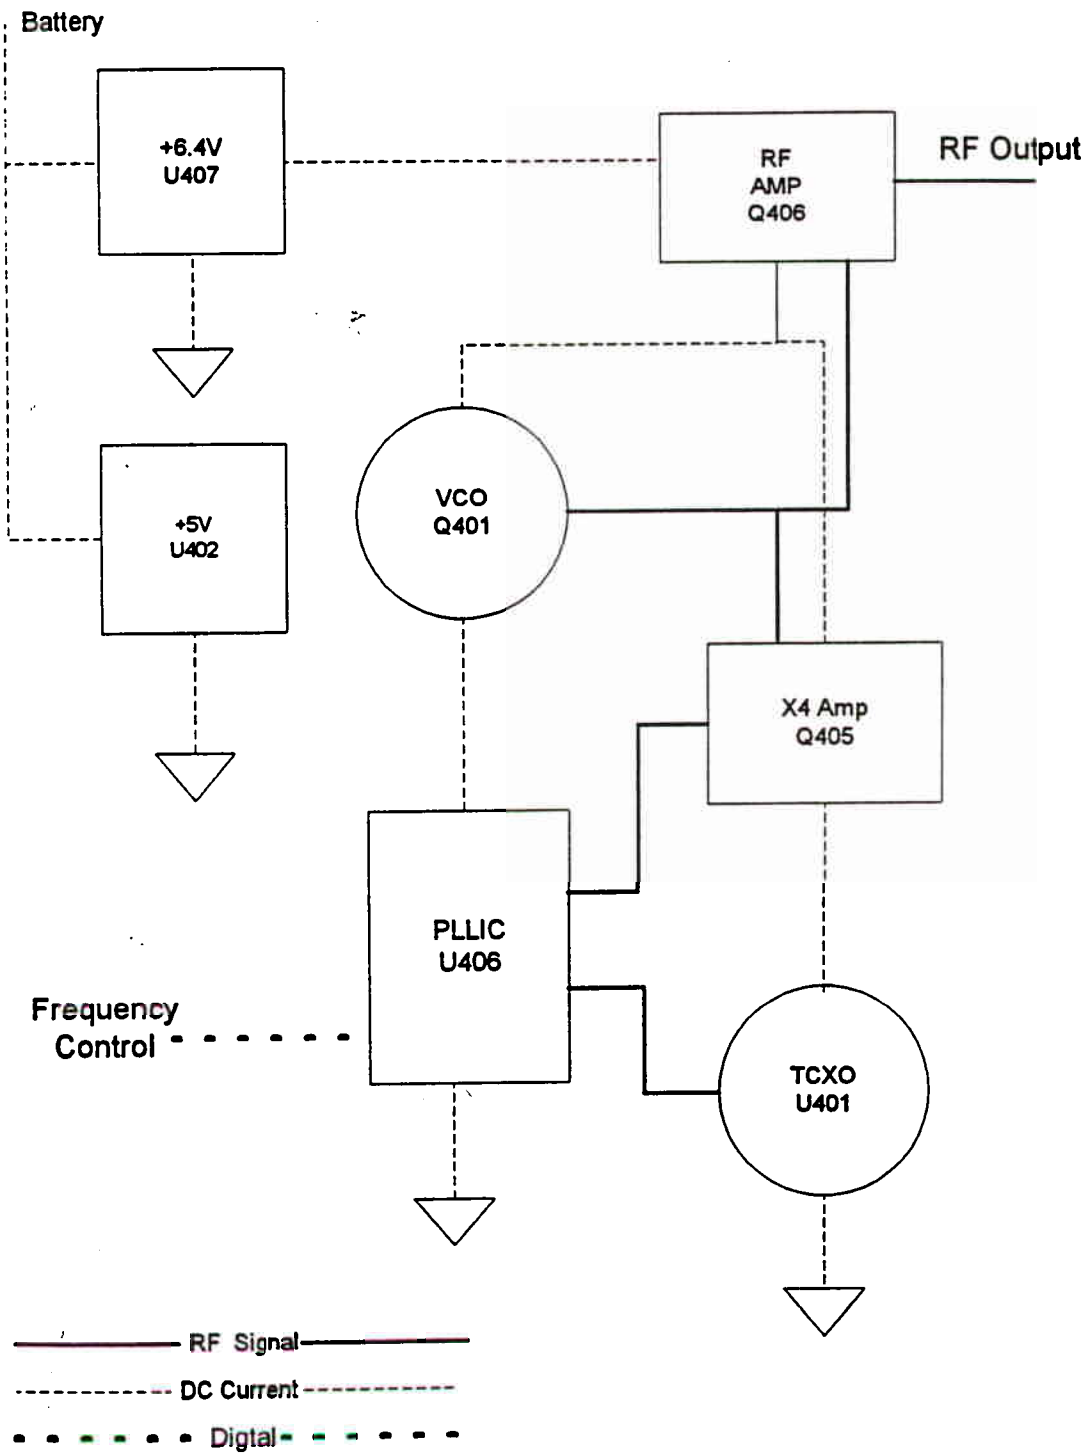 Battery
+6.4V
U407
RF
AMP
Q406
RF Output
VCO
Q401
+5V
U402
X4 Amp
Q405
PLLIC
U406
Frequency
Control
TCXO
U401
RF Signal
DC Current
Digtal